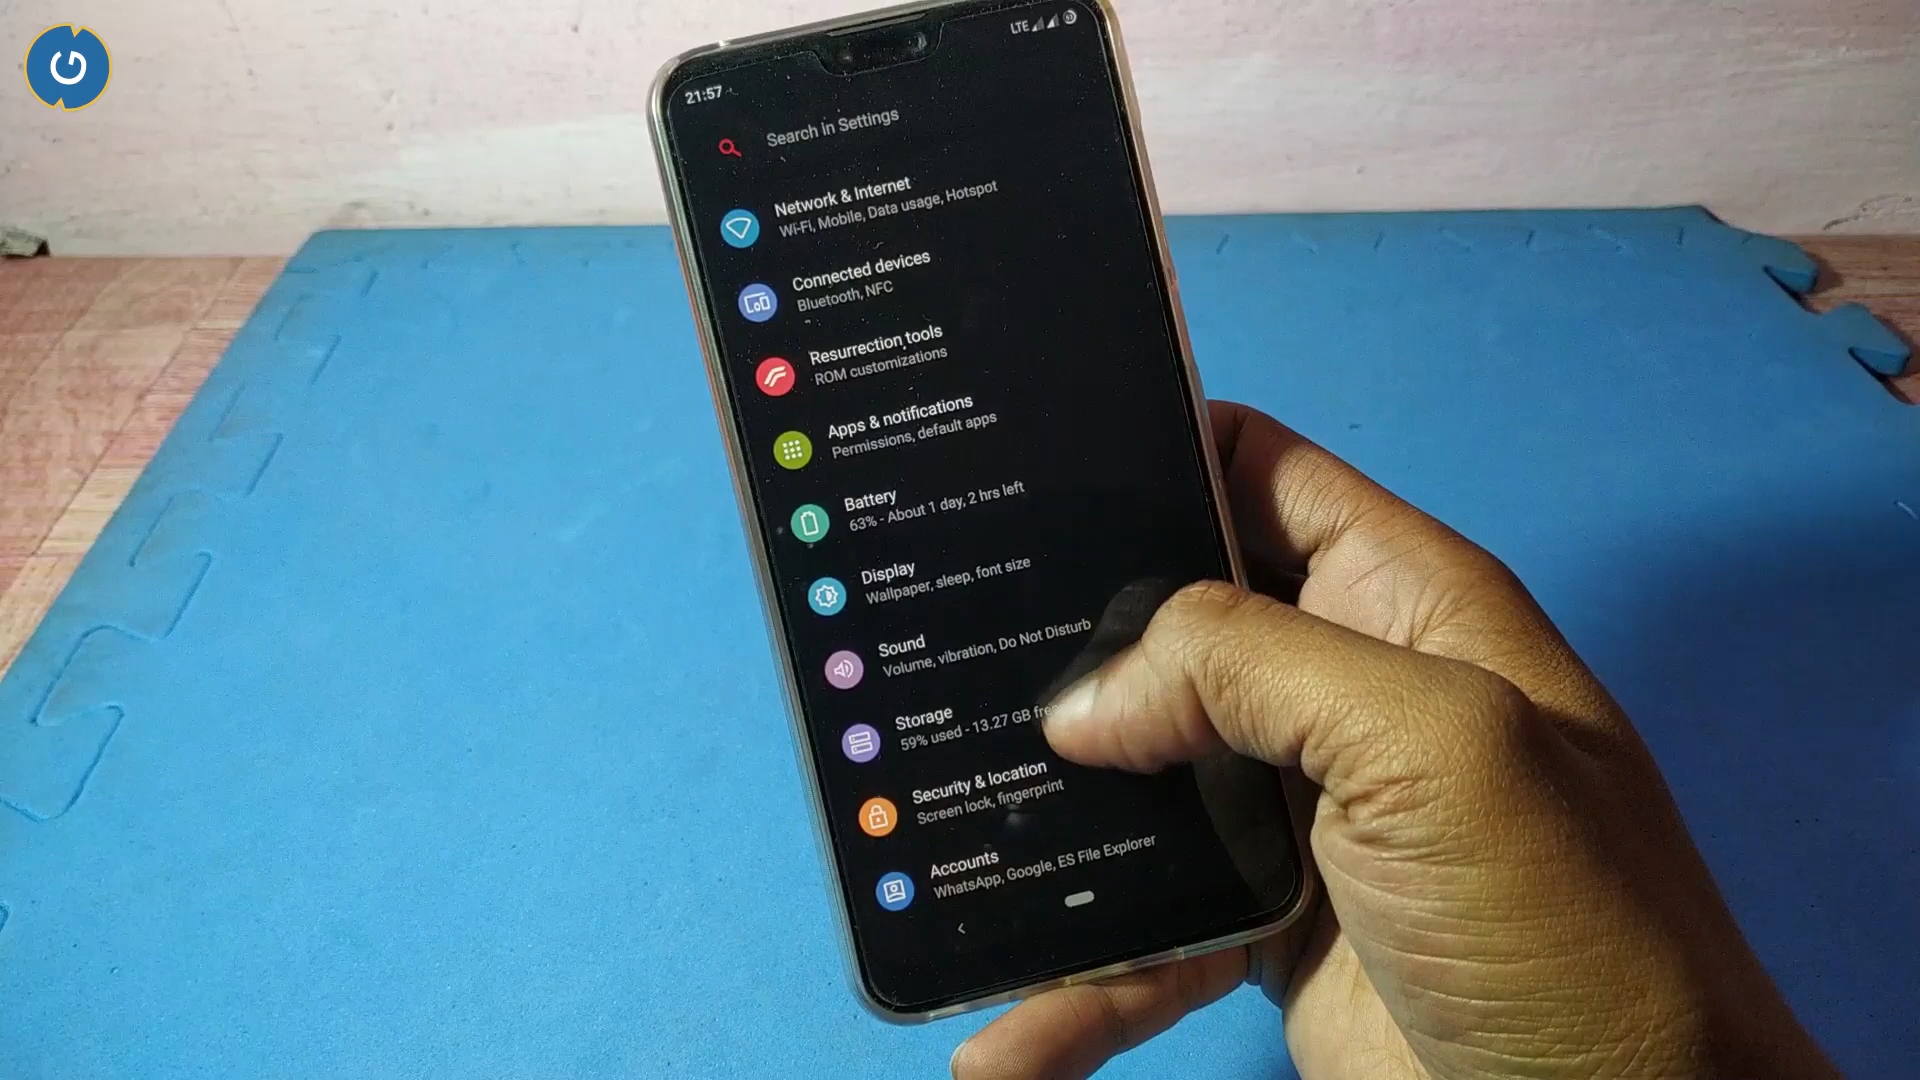 LTE
21:57
Search in Settings
Network & Internet
Wi-Fi, Mobile, Data usage, Hotspot
Connected devices
Bluetooth, NFC
Resurrection tools
ROM customizations
Apps & notifications
Permissions, default apps
Battery
63% - About 1 day, 2 hrs left
Display
Wallpaper, sleep, font size
Sound
Volume, vibration, Do Not Disturb
Storage
59% used - 13.27 GB free
Security & location
Screen lock, fingerprint
Accounts
WhatsApp, Google, ES File Explorer